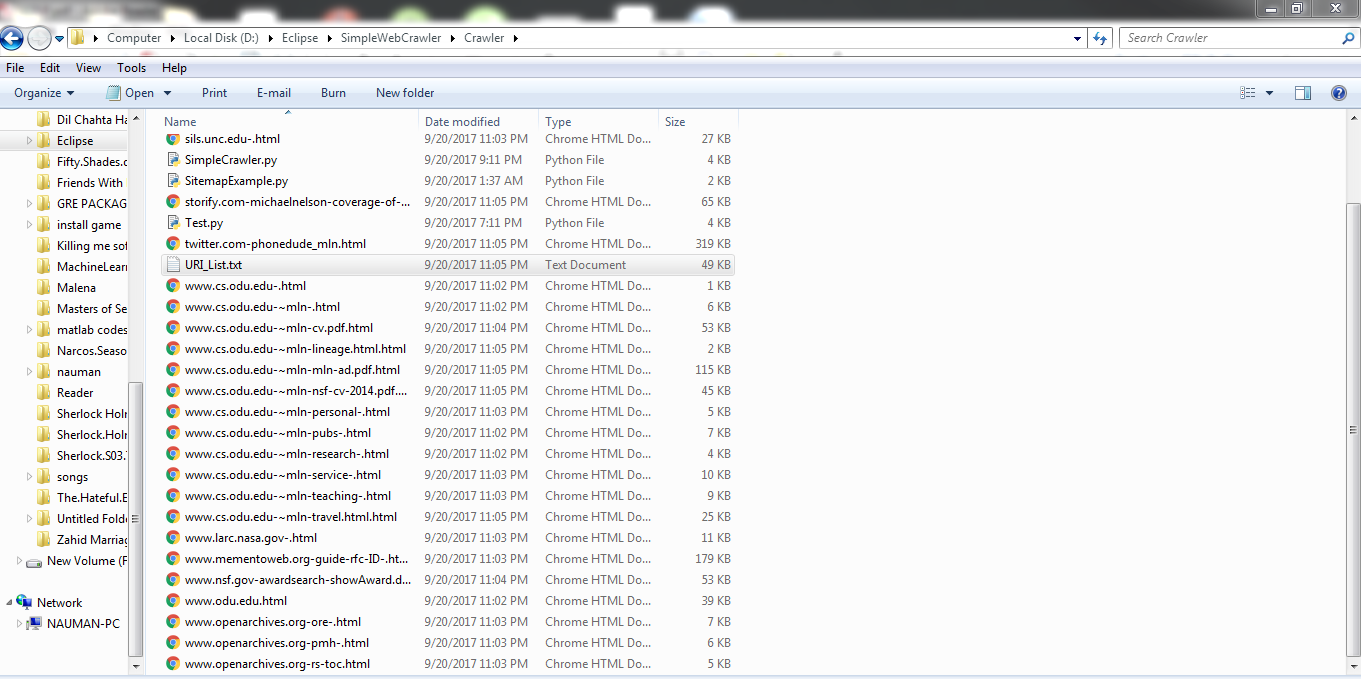 Computer Local Disk (D:) Eclipse SimpleWebCrawler Crawler
Search Crawler
File Edit View Tools Help
Organize Open Print E-mail Burn New folder
Dil Chahta Ha
Eclipse
Fifty.Shades.c
Friends With
GRE PACKAG
install game
Killing me sof
MachineLearn
Malena
Masters of Se
matlab codes
Narcos.Seaso
nauman
Reader
Sherlock Holr
Sherlock.Holr
Sherlock.S03.
songs
The.Hateful.E
Untitled Folde
Zahid Marriag
New Volume (F
Network
NAUMAN-PC
Name Date modified Type Size
sils.unc.edu-.html 9/20/2017 11:03 PM Chrome HTML Do... 27 KB
SimpleCrawler.py 9/20/2017 9:11 PM Python File 4 KB
SitemapExample.py 9/20/2017 1:37 AM Python File 2 KB
storify.com-michaelnelson-coverage-of-... 9/20/2017 11:05 PM Chrome HTML Do... 65 KB
Test.py 9/20/2017 7:11 PM Python File 4 KB
twitter.com-phonedude_mln.html 9/20/2017 11:05 PM Chrome HTML Do... 319 KB
URI_List.txt 9/20/2017 11:05 PM Text Document 49 KB
www.cs.odu.edu-.html 9/20/2017 11:02 PM Chrome HTML Do... 1 KB
www.cs.odu.edu-~mln-.html 9/20/2017 11:02 PM Chrome HTML Do... 6 KB
www.cs.odu.edu-~mln-cv.pdf.html 9/20/2017 11:04 PM Chrome HTML Do... 53 KB
www.cs.odu.edu-~mln-lineage.html.html 9/20/2017 11:05 PM Chrome HTML Do... 2 KB
www.cs.odu.edu-~mln-mln-ad.pdf.html 9/20/2017 11:05 PM Chrome HTML Do... 115 KB
www.cs.odu.edu-~mln-nsf-cv-2014.pdf.... 9/20/2017 11:05 PM Chrome HTML Do... 45 KB
www.cs.odu.edu-~mln-personal-.html 9/20/2017 11:03 PM Chrome HTML Do... 5 KB
www.cs.odu.edu-~mln-pubs-.html 9/20/2017 11:02 PM Chrome HTML Do... 7 KB
www.cs.odu.edu-~mln-research-.html 9/20/2017 11:02 PM Chrome HTML Do... 4 KB
www.cs.odu.edu-~mln-service-.html 9/20/2017 11:03 PM Chrome HTML Do... 10 KB
www.cs.odu.edu-~mln-teaching-.html 9/20/2017 11:03 PM Chrome HTML Do... 9 KB
www.cs.odu.edu-~mln-travel.html.html 9/20/2017 11:05 PM Chrome HTML Do... 25 KB
www.larc.nasa.gov-.html 9/20/2017 11:03 PM Chrome HTML Do... 11 KB
www.mementoweb.org-guide-rfc-ID-.ht... 9/20/2017 11:03 PM Chrome HTML Do... 179 KB
www.nsf.gov-awardsearch-showAward.d... 9/20/2017 11:04 PM Chrome HTML Do... 53 KB
www.odu.edu.html 9/20/2017 11:02 PM Chrome HTML Do... 39 KB
www.openarchives.org-ore-.html 9/20/2017 11:03 PM Chrome HTML Do... 7 KB
www.openarchives.org-pmh-.html 9/20/2017 11:03 PM Chrome HTML Do... 6 KB
www.openarchives.org-rs-toc.html 9/20/2017 11:03 PM Chrome HTML Do... 5 KB